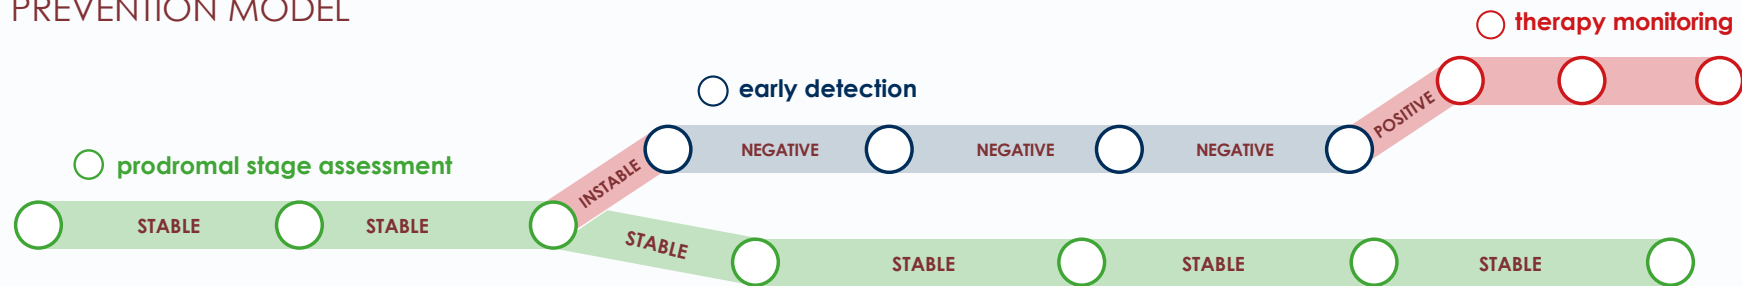 PREVENTION MODEL
therapy monitoring
early detection
POSITIVE
NEGATIVE NEGATIVE NEGATIVE
prodromal stage assessment
INSTABLE
STABLE STABLE
STABLE
STABLE STABLE STABLE